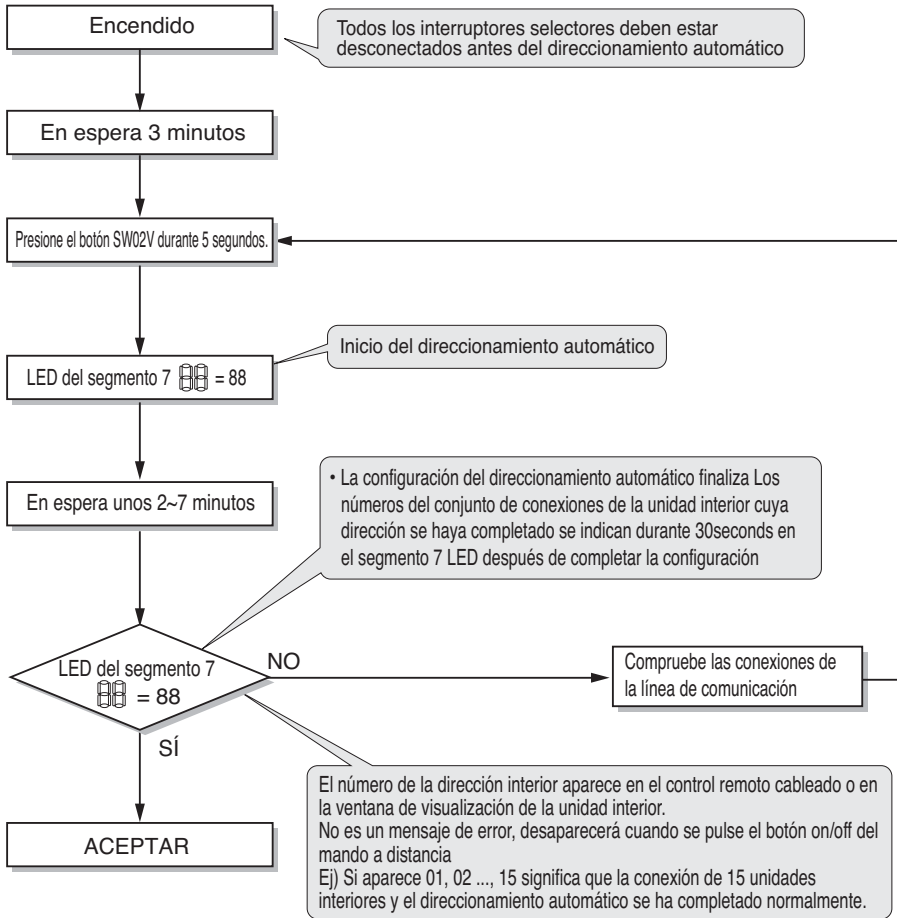 Encendido
Todos los interruptores selectores deben estar
desconectados antes del direccionamiento automático
En espera 3 minutos
Presione el botón SW02V durante 5 segundos.
LED del segmento 7 88 = 88
Inicio del direccionamiento automático
En espera unos 2~7 minutos
• La configuración del direccionamiento automático finaliza Los
números del conjunto de conexiones de la unidad interior cuya
dirección se haya completado se indican durante 30seconds en
el segmento 7 LED después de completar la configuración
LED del segmento 7
88 = 88
NO
SÍ
Compruebe las conexiones de
la línea de comunicación
El número de la dirección interior aparece en el control remoto cableado o en
la ventana de visualización de la unidad interior.
No es un mensaje de error, desaparecerá cuando se pulse el botón on/off del
mando a distancia
Ej) Si aparece 01, 02 ..., 15 significa que la conexión de 15 unidades
interiores y el direccionamiento automático se ha completado normalmente.
ACEPTAR